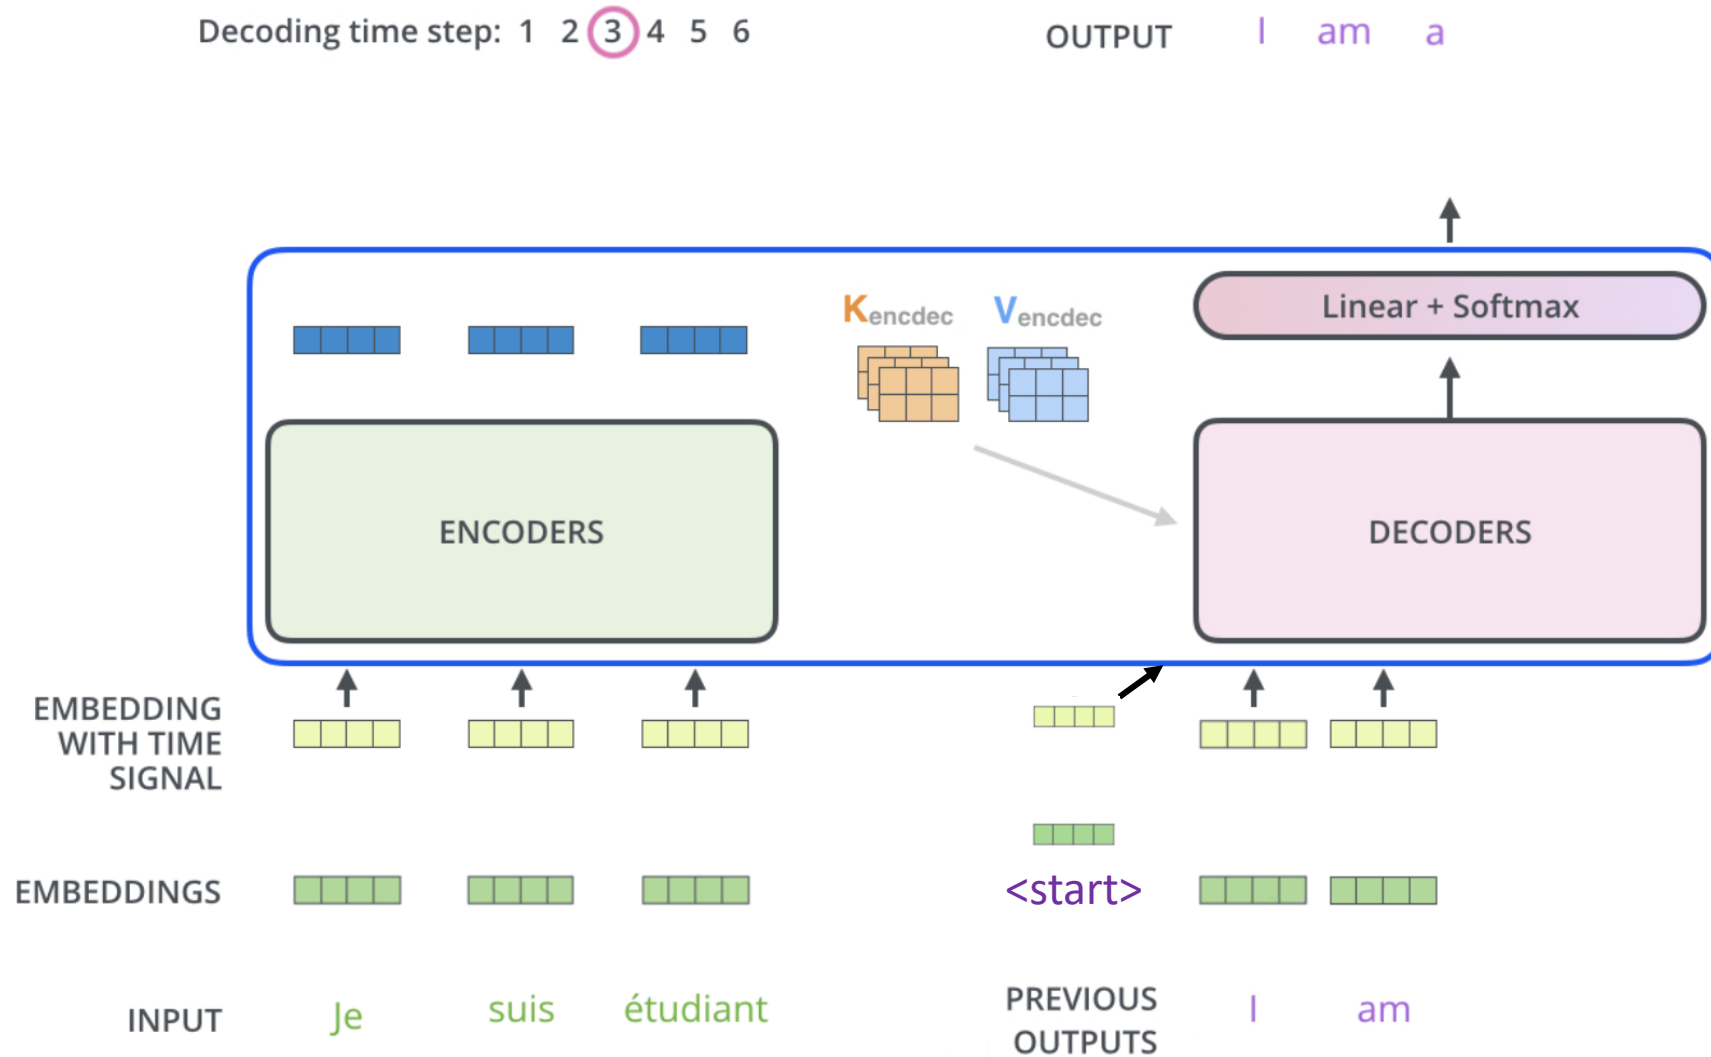 Decoding time step: 1 2 3 4 5 6
OUTPUT I am a
Kencdec Vencdec
Linear + Softmax
ENCODERS
DECODERS
EMBEDDING
WITH TIME
SIGNAL
EMBEDDINGS
<start>
INPUT Je suis étudiant
PREVIOUS
OUTPUTS
I am